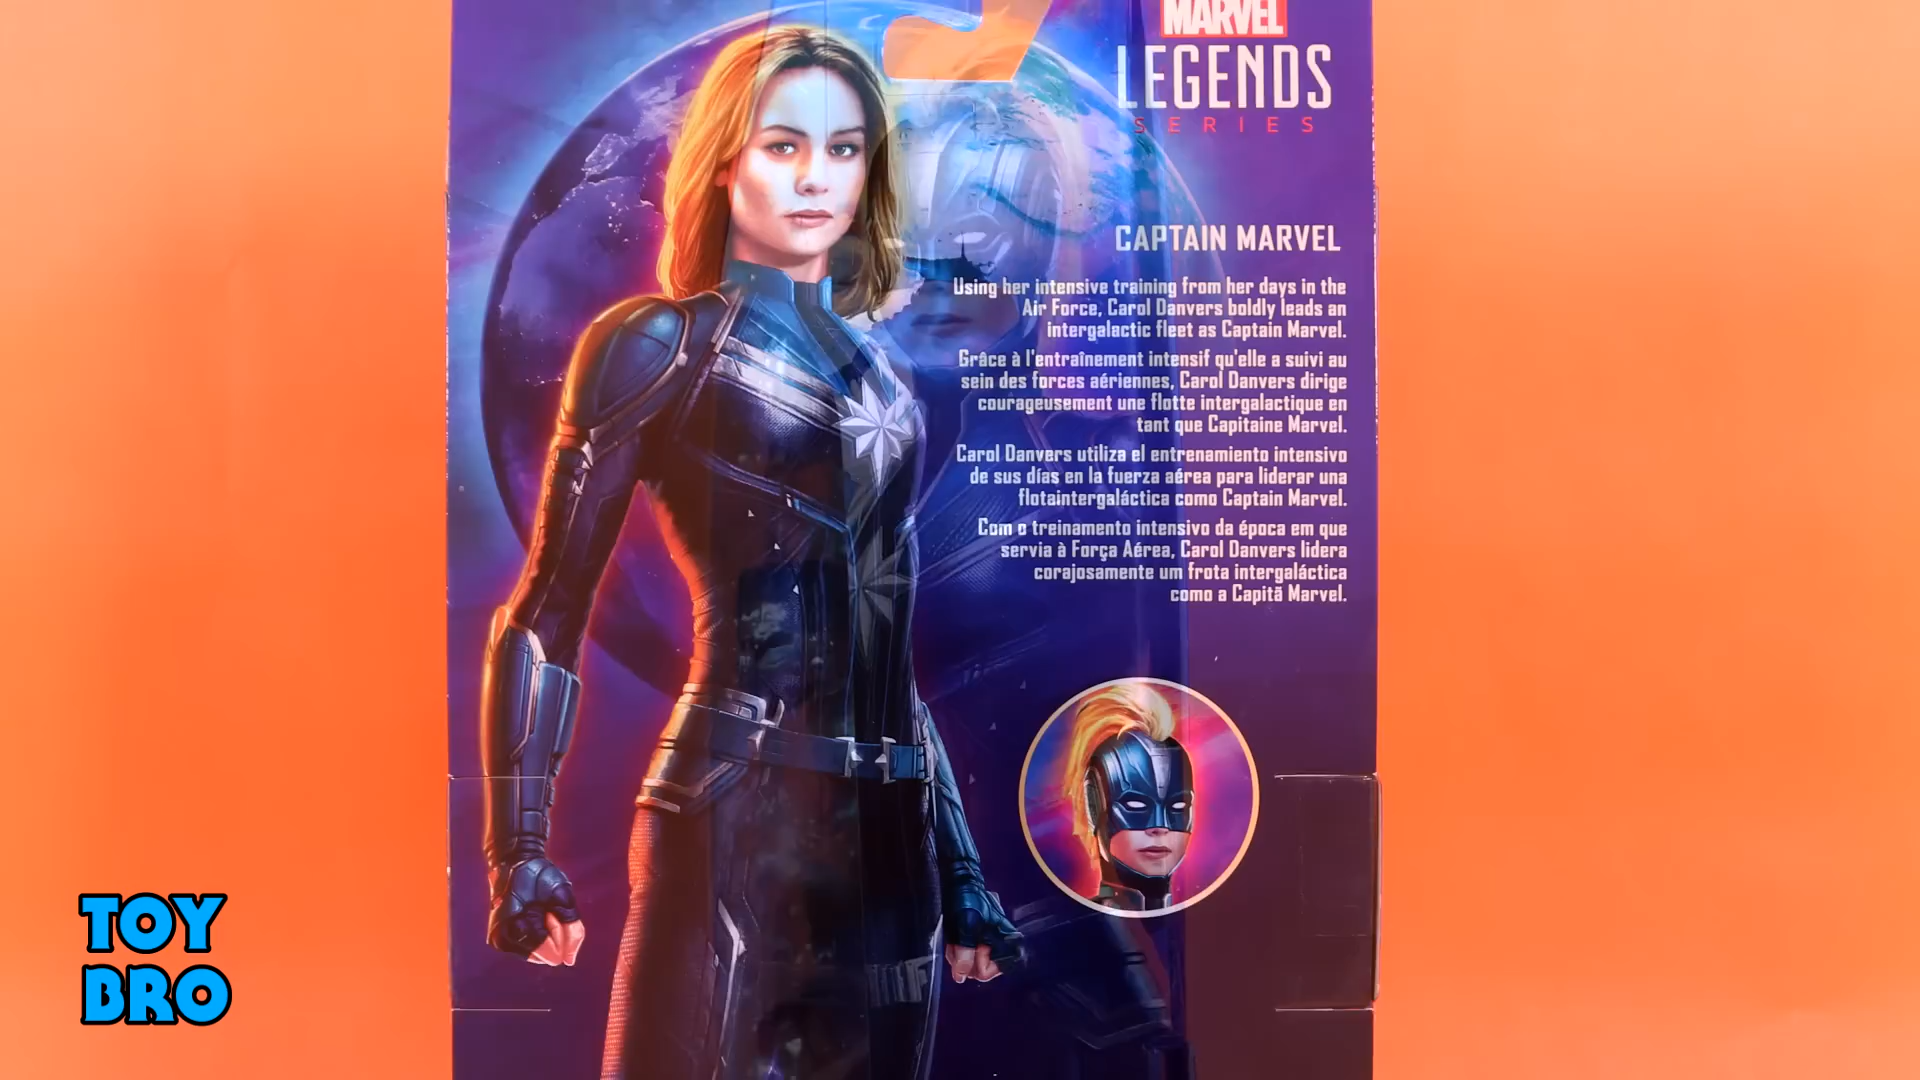 MARVEL
LEGENDS
SERIES
CAPTAIN MARVEL
Using her intensive training from her days in the
Air Force, Carol Danvers boldly leads an
intergalactic fleet as Captain Marvel.
Grâce à l'entraînement intensif qu'elle a suivi au
sein des forces aériennes, Carol Danvers dirige
courageusement une flotte intergalactique en
tant que Capitaine Marvel.
Carol Danvers utiliza el entrenamiento intensivo
de sus días en la fuerza aérea para liderar una
flotaintergaláctica como Captain Marvel.
Com o treinamento intensivo da época em que
servia à Força Aérea, Carol Danvers lidera
corajosamente um frota intergaláctica
como a Capitã Marvel.
TOY
BRO